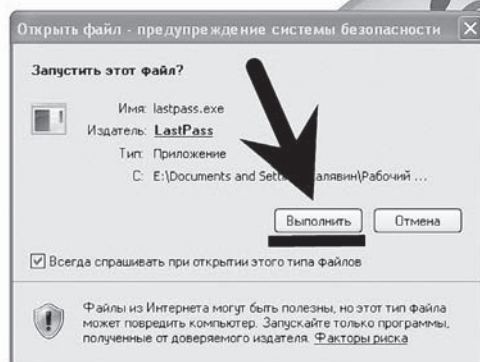 Открыть файл - предупреждение системы безопасности
Запустить этот файл?
Имя: lastpass.exe
Издатель: LastPass
Тип: Приложение
С: E:\Documents and алявин\Рабочий ...
Выполнить Отмена
Всегда спрашивать при открытии этого типа файлов
Файлы из Интернета могут быть полезны, но этот тип файла
может повредить компьютер. Запускайте только программы,
полученные от доверяемого издателя. Факторы риска